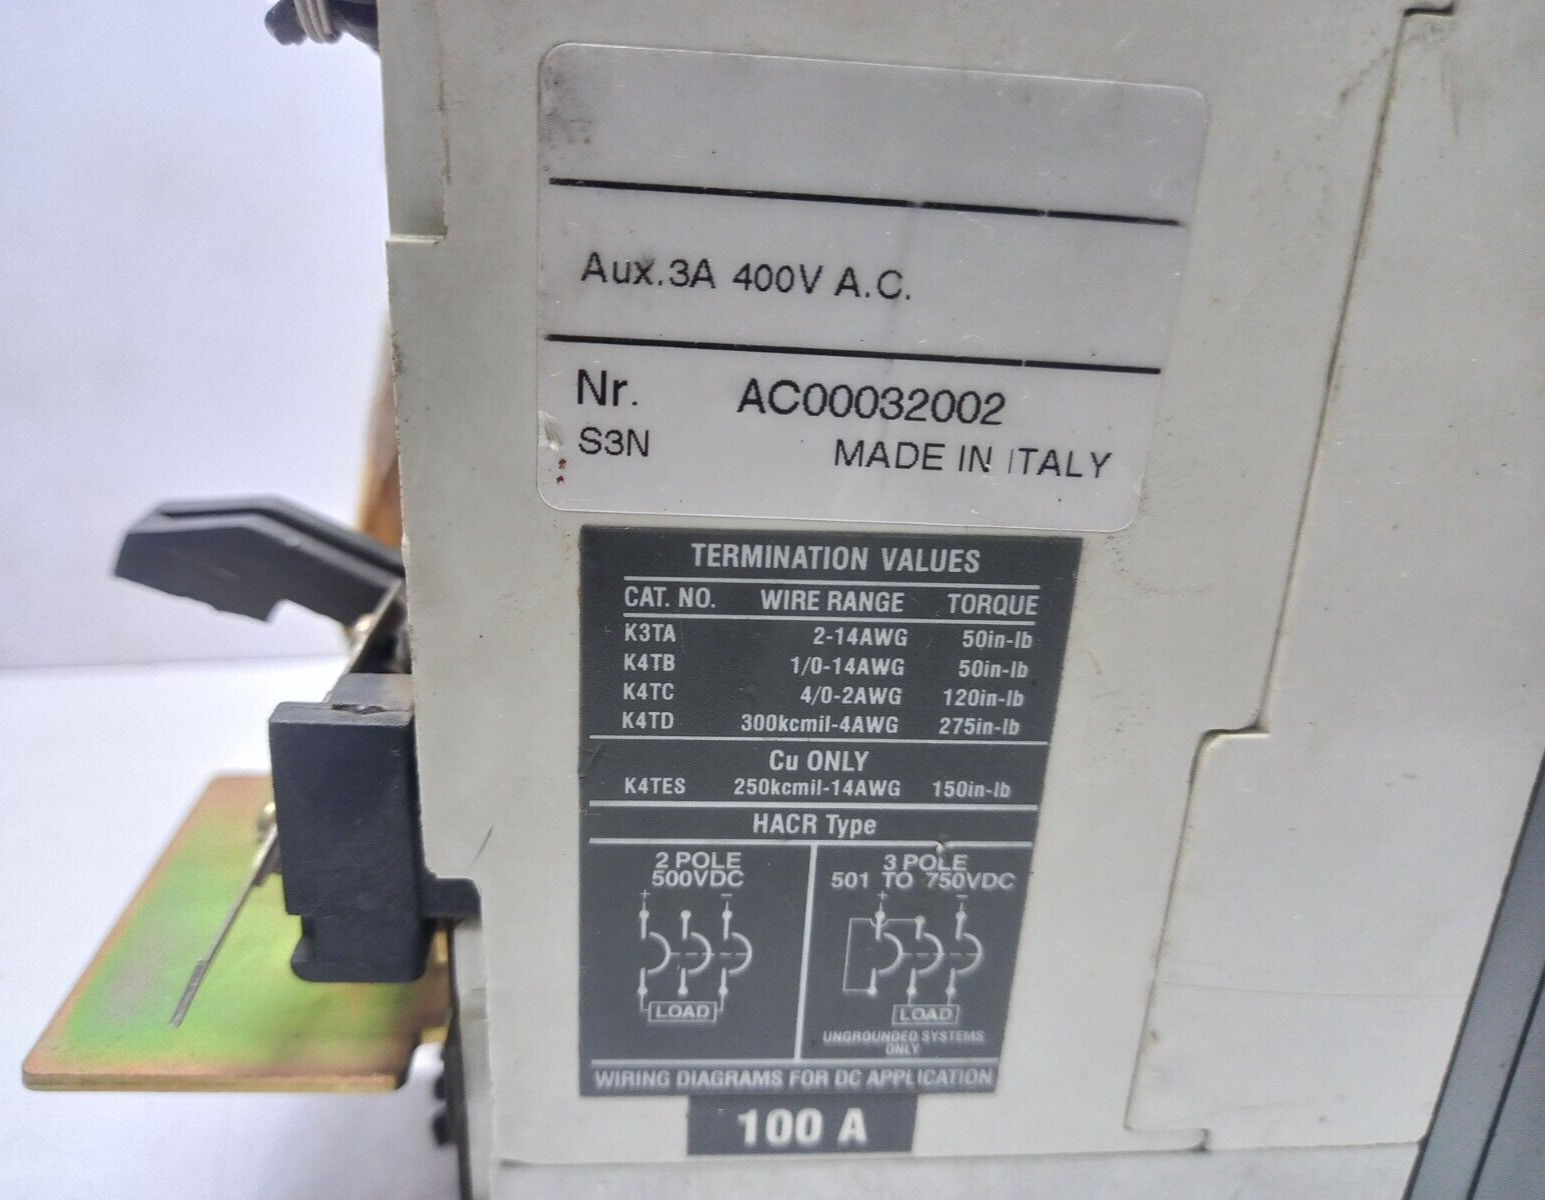 Aux.3A 400V A.C.
Nr. AC00032002
S3N MADE IN ITALY
TERMINATION VALUES
CAT. NO. WIRE RANGE TORQUE
K3TA 2-14AWG 50in-lb
K4TB 1/0-14AWG 50in-lb
K4TC 4/0-2AWG 120in-lb
K4TD 300kcmil-4AWG 275in-lb
Cu ONLY
K4TES 250kcmil-14AWG 150in-lb
HACR Type
2 POLE
500VDC
+ −
LOAD
3 POLE
501 TO 750VDC
+ −
LOAD
UNGROUNDED SYSTEMS
ONLY
WIRING DIAGRAMS FOR DC APPLICATION
100 A